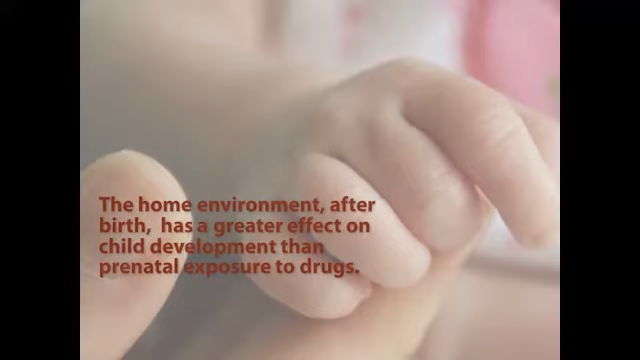 The home environment, after
birth,  has a greater effect on
child development than
prenatal exposure to drugs.